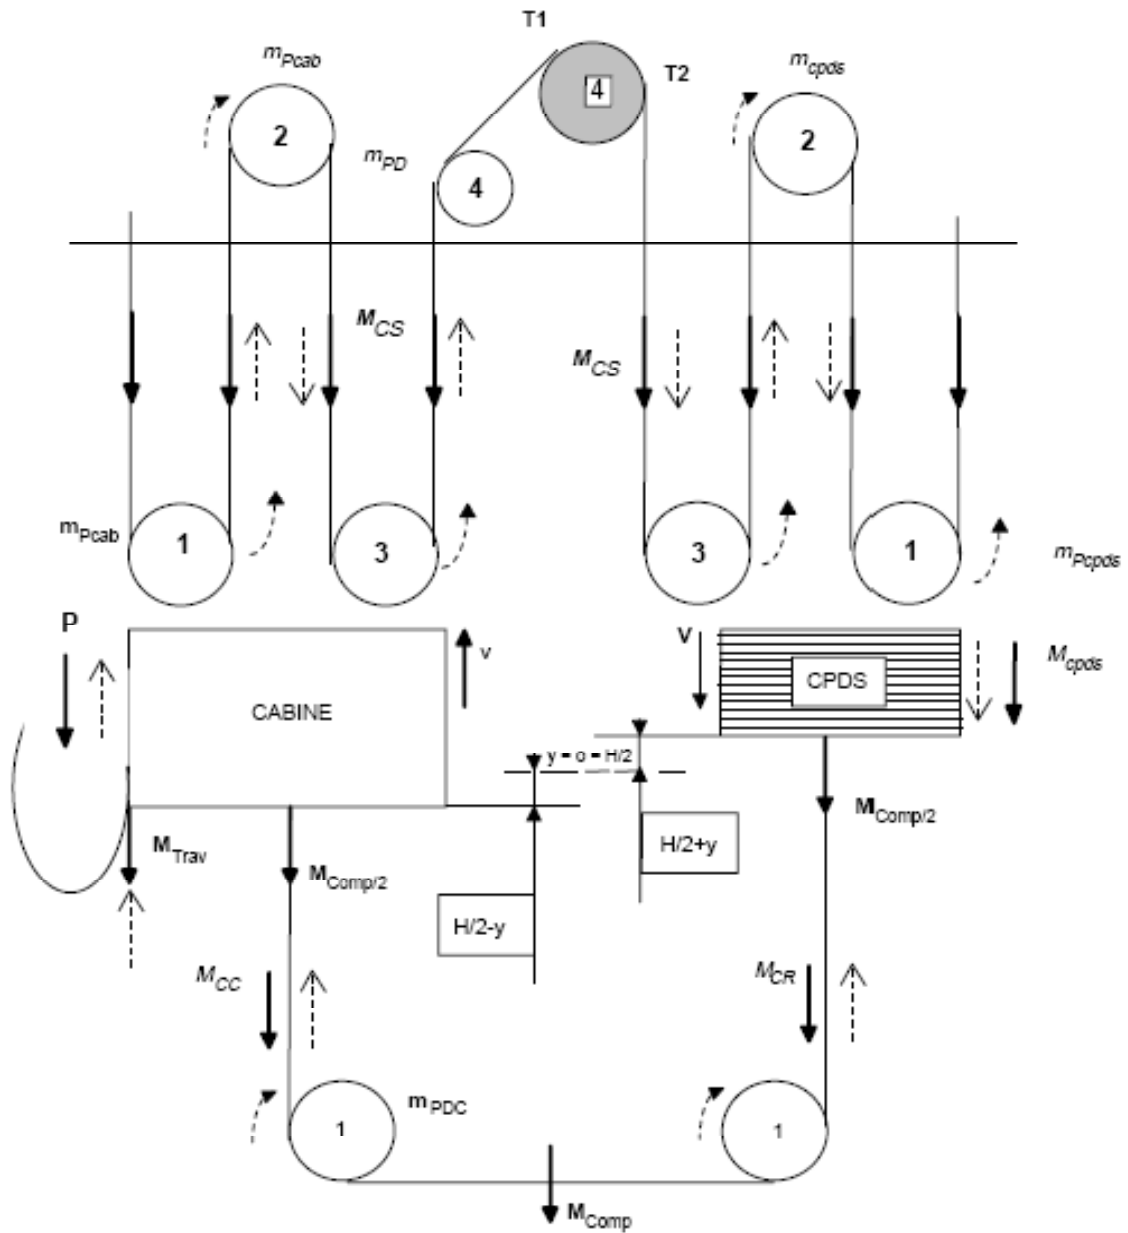 T1
m_Pcab
m_cpds
T2
4
2
2
m_PD
4
M_CS
M_CS
m_Pcab
1
3
3
1
m_Pcpds
P
v
V
M_cpds
CPDS
CABINE
y = o = H/2
M_Comp/2
H/2+y
M_Trav
M_Comp/2
H/2-y
M_CC
M_CR
m_PDC
1
1
M_Comp